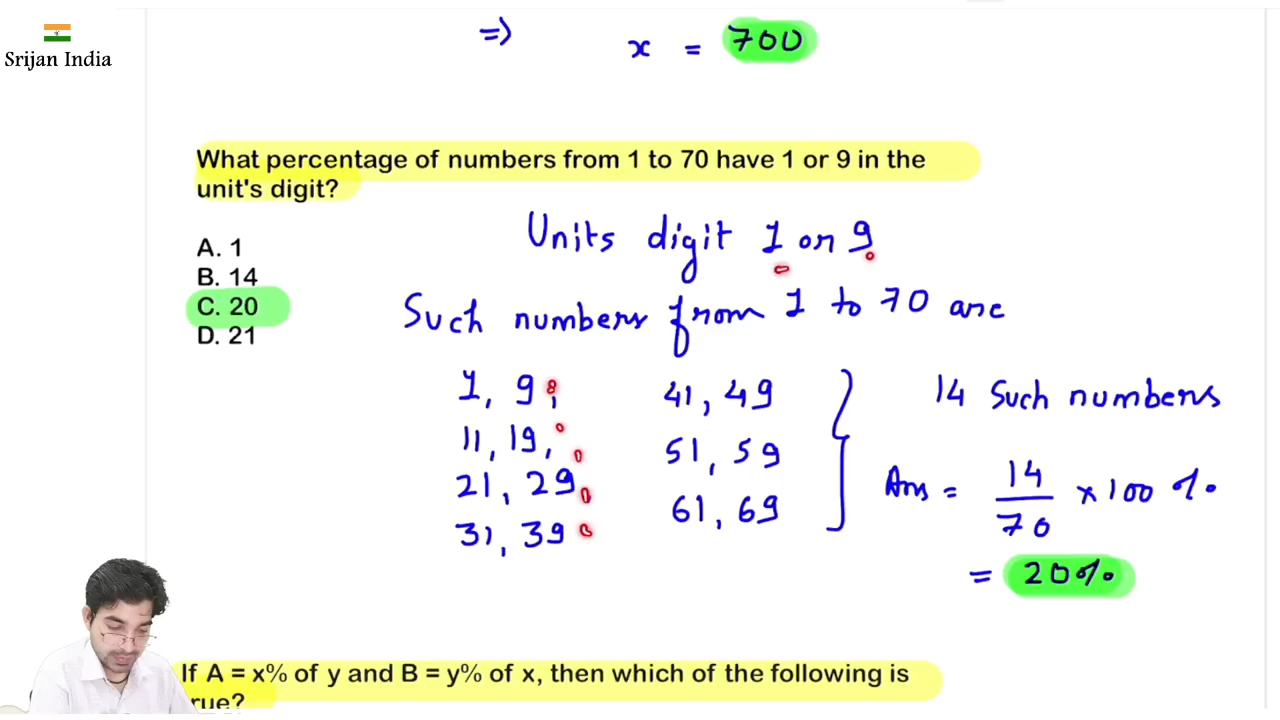 => x = 700
Srijan India
What percentage of numbers from 1 to 70 have 1 or 9 in the
unit's digit?
Units digit 1 or 9
A. 1
B. 14
C. 20
D. 21
Such numbers from 1 to 70 are
1, 9,
11, 19,
21, 29
31, 39
41, 49
51, 59
61, 69
14 Such numbers
Ans = 14/70 × 100 %
= 20%
If A = x% of y and B = y% of x, then which of the following is
rue?